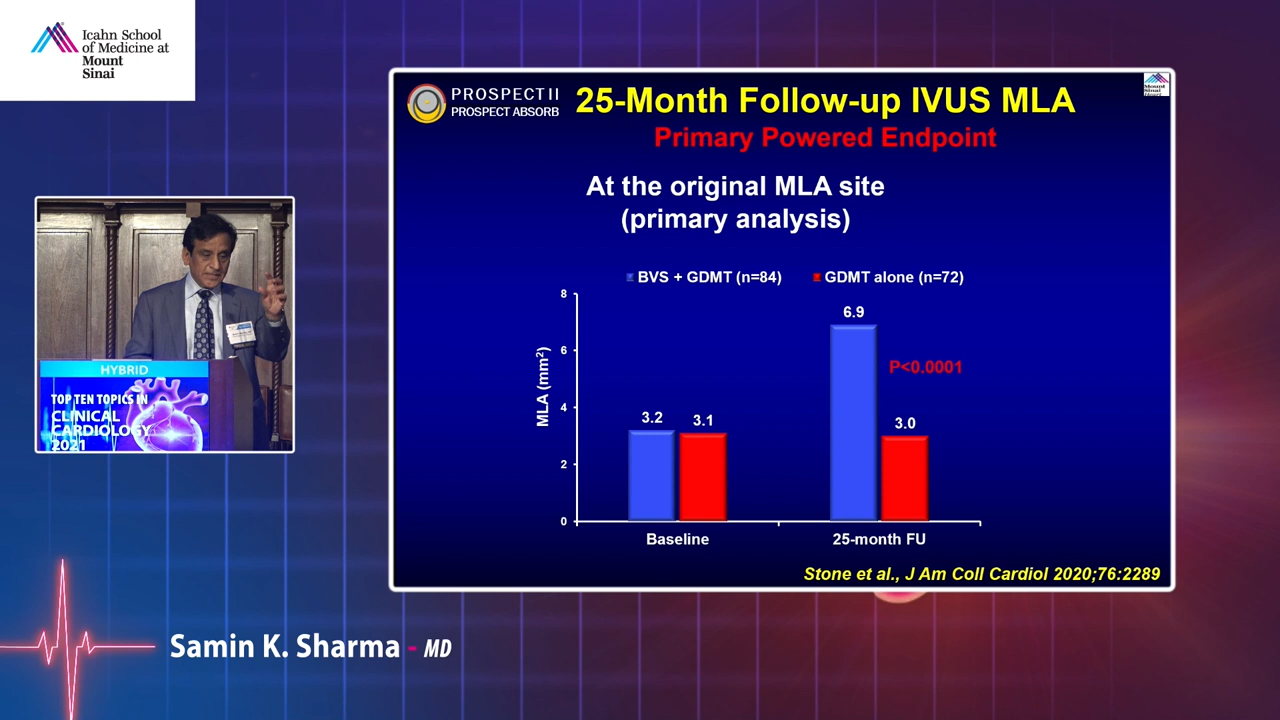 Icahn School
of Medicine at
Mount
Sinai
PROSPECT II
PROSPECT ABSORB
25-Month Follow-up IVUS MLA
Primary Powered Endpoint
Mount
Sinai
At the original MLA site
(primary analysis)
BVS + GDMT (n=84)
GDMT alone (n=72)
MLA (mm²)
8
6
4
2
0
3.2
3.1
6.9
3.0
P<0.0001
Baseline
25-month FU
Stone et al., J Am Coll Cardiol 2020;76:2289
HYBRID
TOP TEN TOPICS IN
CLINICAL
CARDIOLOGY
2021
Samin K. Sharma - MD